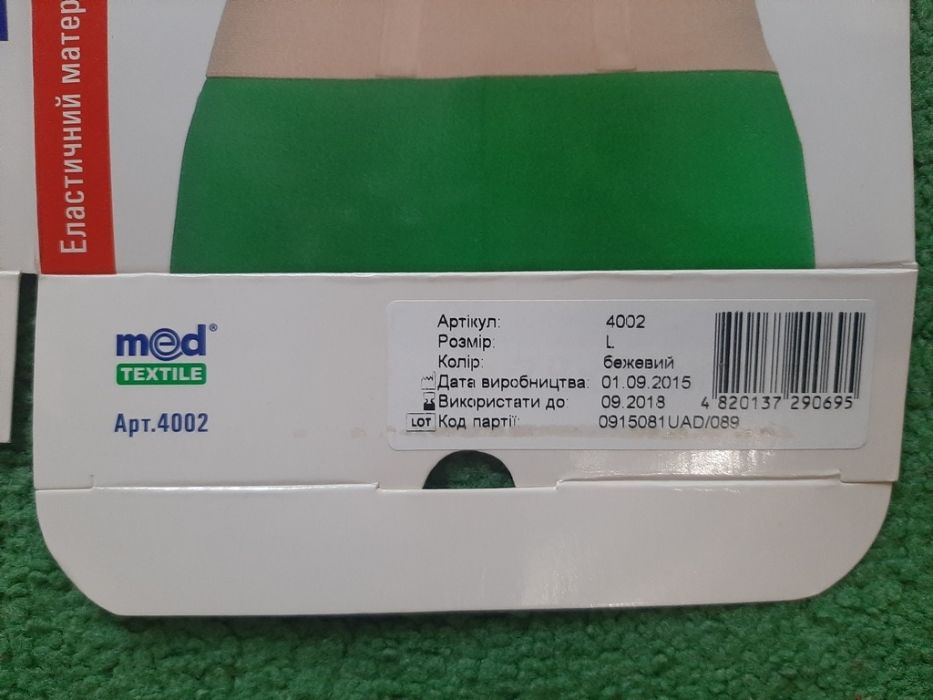 Еластичний матер
med®
TEXTILE
Арт.4002
Артікул: 4002
Розмір: L
Колір: бежевий
Дата виробництва: 01.09.2015
Використати до: 09.2018
LOT Код партії: 0915081UAD/089
4 820137 290695